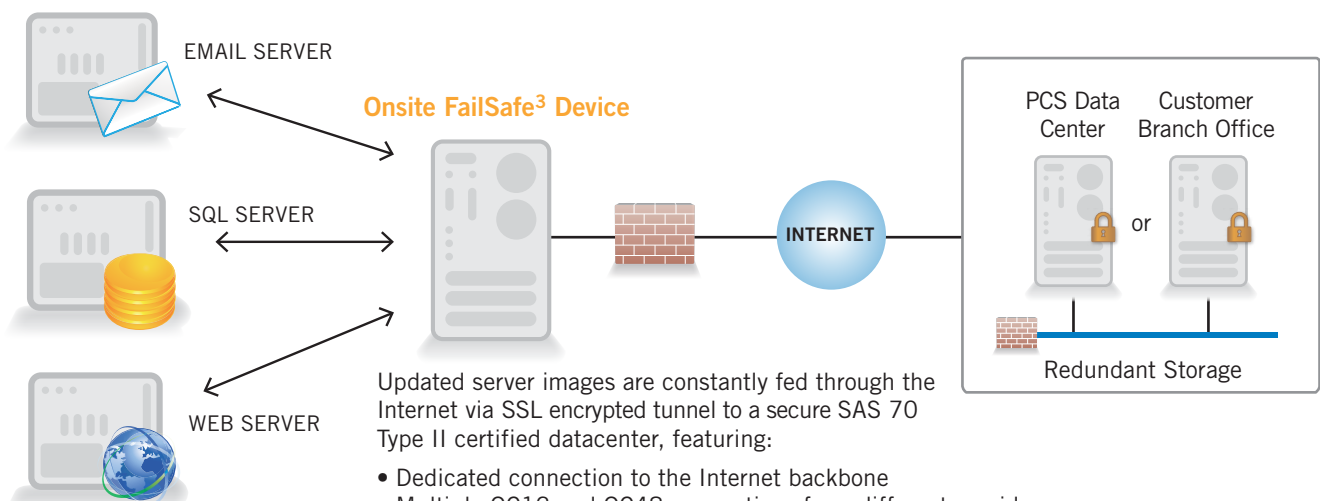 EMAIL SERVER
Onsite FailSafe³ Device
SQL SERVER
WEB SERVER
INTERNET
PCS Data
Center
or
Customer
Branch Office
Redundant Storage
Updated server images are constantly fed through the
Internet via SSL encrypted tunnel to a secure SAS 70
Type II certified datacenter, featuring:
• Dedicated connection to the Internet backbone